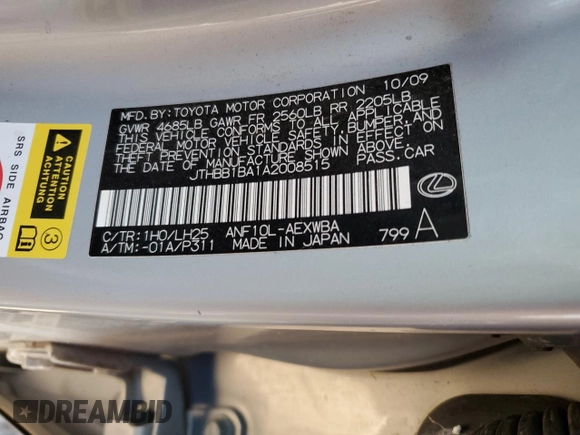 MFD. BY: TOYOTA MOTOR CORPORATION 10/09
GVWR 4685LB GAWR FR 2560LB RR 2205LB
THIS VEHICLE CONFORMS TO ALL APPLICABLE
FEDERAL MOTOR VEHICLE SAFETY, BUMPER, AND
THEFT PREVENTION STANDARDS IN EFFECT ON
THE DATE OF MANUFACTURE SHOWN ABOVE.
JTHBB1BA1A2008515 PASS. CAR
C/TR: 1H0/LH25 ANF10L-AEXWBA
A/TM: -01A/P311 MADE IN JAPAN 799 A
SRS SIDE AIRBAG
3
DREAMBID